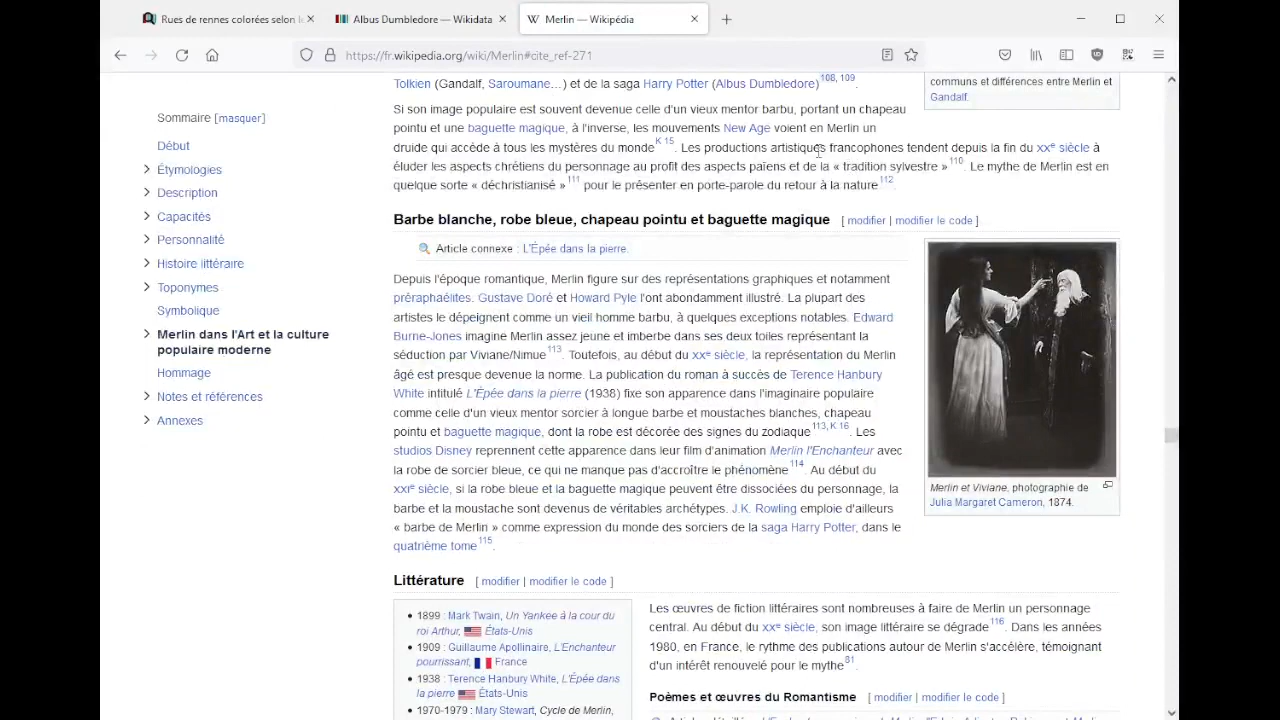 Rues de rennes colorées selon l
Albus Dumbledore — Wikidata
Merlin — Wikipédia
https://fr.wikipedia.org/wiki/Merlin#cite_ref-271
Tolkien (Gandalf, Saroumane…) et de la saga Harry Potter (Albus Dumbledore)108, 109.
Si son image populaire est souvent devenue celle d'un vieux mentor barbu, portant un chapeau
pointu et une baguette magique, à l'inverse, les mouvements New Age voient en Merlin un
druide qui accède à tous les mystères du mondeK 15. Les productions artistiques francophones tendent depuis la fin du XXe siècle à
éluder les aspects chrétiens du personnage au profit des aspects païens et de la « tradition sylvestre »110. Le mythe de Merlin est en
quelque sorte « déchristianisé »111 pour le présenter en porte-parole du retour à la nature112.
communs et différences entre Merlin et
Gandalf.
Sommaire [masquer]
Début
Étymologies
Description
Capacités
Personnalité
Histoire littéraire
Toponymes
Symbolique
Merlin dans l'Art et la culture
populaire moderne
Hommage
Notes et références
Annexes
Barbe blanche, robe bleue, chapeau pointu et baguette magique [ modifier | modifier le code ]
Article connexe : L'Épée dans la pierre.
Depuis l'époque romantique, Merlin figure sur des représentations graphiques et notamment
préraphaélites. Gustave Doré et Howard Pyle l'ont abondamment illustré. La plupart des
artistes le dépeignent comme un vieil homme barbu, à quelques exceptions notables. Edward
Burne-Jones imagine Merlin assez jeune et imberbe dans ses deux toiles représentant la
séduction par Viviane/Nimue113. Toutefois, au début du XXe siècle, la représentation du Merlin
âgé est presque devenue la norme. La publication du roman à succès de Terence Hanbury
White intitulé L'Épée dans la pierre (1938) fixe son apparence dans l'imaginaire populaire
comme celle d'un vieux mentor sorcier à longue barbe et moustaches blanches, chapeau
pointu et baguette magique, dont la robe est décorée des signes du zodiaque113, K 16. Les
studios Disney reprennent cette apparence dans leur film d'animation Merlin l'Enchanteur avec
la robe de sorcier bleue, ce qui ne manque pas d'accroître le phénomène114. Au début du
XXIe siècle, si la robe bleue et la baguette magique peuvent être dissociées du personnage, la
barbe et la moustache sont devenus de véritables archétypes. J.K. Rowling emploie d'ailleurs
« barbe de Merlin » comme expression du monde des sorciers de la saga Harry Potter, dans le
quatrième tome115.
Merlin et Viviane, photographie de
Julia Margaret Cameron, 1874.
Littérature [ modifier | modifier le code ]
1899 : Mark Twain, Un Yankee à la cour du
roi Arthur, États-Unis
1909 : Guillaume Apollinaire, L'Enchanteur
pourrissant, France
1938 : Terence Hanbury White, L'Épée dans
la pierre États-Unis
1970-1979 : Mary Stewart, Cycle de Merlin,
Les œuvres de fiction littéraires sont nombreuses à faire de Merlin un personnage
central. Au début du XXe siècle, son image littéraire se dégrade116. Dans les années
1980, en France, le rythme des publications autour de Merlin s'accélère, témoignant
d'un intérêt renouvelé pour le mythe81.
Poèmes et œuvres du Romantisme [ modifier | modifier le code ]